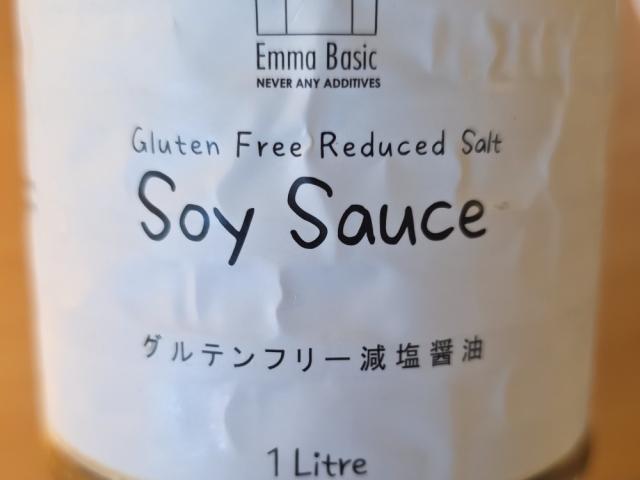 Emma Basic
NEVER ANY ADDITIVES
Gluten Free Reduced Salt
Soy Sauce
グルテンフリー減塩醤油
1 Litre